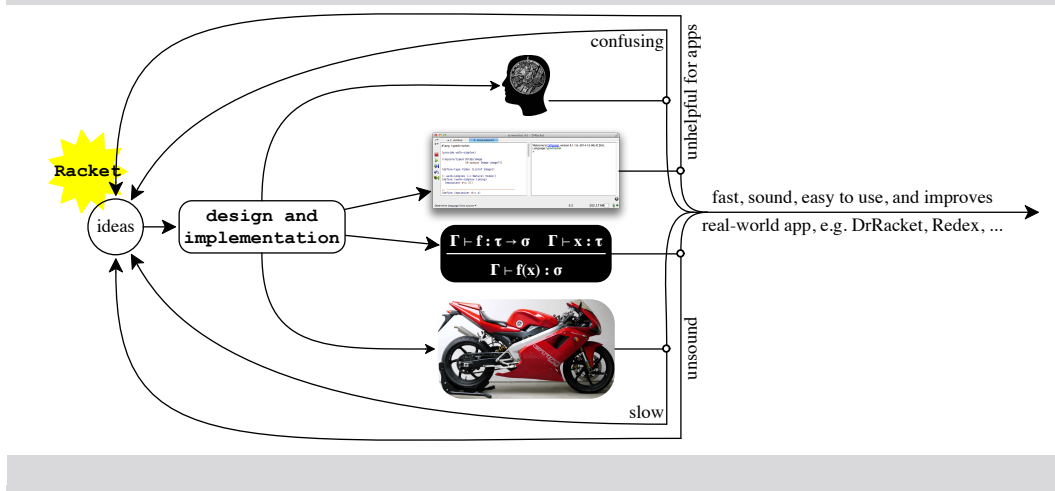 confusing
unhelpful for apps
Racket
ideas
design and
implementation
Γ ⊢ f : τ → σ Γ ⊢ x : τ
Γ ⊢ f(x) : σ
fast, sound, easy to use, and improves
real-world app, e.g. DrRacket, Redex, ...
unsound
slow